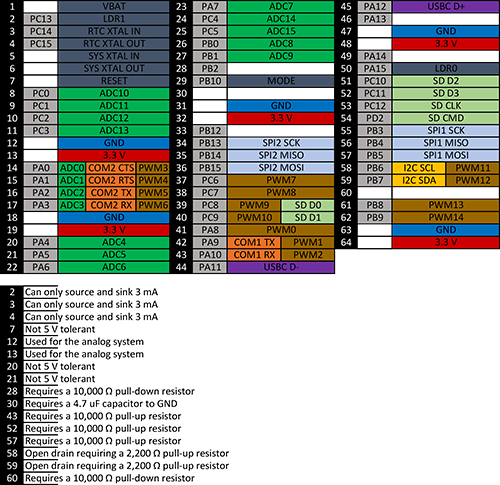 1 VBAT
2 PC13 LDR1
3 PC14 RTC XTAL IN
4 PC15 RTC XTAL OUT
5 SYS XTAL IN
6 SYS XTAL OUT
7 RESET
8 PC0 ADC10
9 PC1 ADC11
10 PC2 ADC12
11 PC3 ADC13
12 GND
13 3.3 V
14 PA0 ADC0 COM2 CTS PWM3
15 PA1 ADC1 COM2 RTS PWM4
16 PA2 ADC2 COM2 TX PWM5
17 PA3 ADC3 COM2 RX PWM6
18 GND
19 3.3 V
20 PA4 ADC4
21 PA5 ADC5
22 PA6 ADC6
23 PA7 ADC7
24 PC4 ADC14
25 PC5 ADC15
26 PB0 ADC8
27 PB1 ADC9
28 PB2
29 PB10 MODE
30
31 GND
32 3.3 V
33 PB12
34 PB13 SPI2 SCK
35 PB14 SPI2 MISO
36 PB15 SPI2 MOSI
37 PC6 PWM7
38 PC7 PWM8
39 PC8 PWM9 SD D0
40 PC9 PWM10 SD D1
41 PA8 PWM0
42 PA9 COM1 TX PWM1
43 PA10 COM1 RX PWM2
44 PA11 USBC D-
45 PA12 USBC D+
46 PA13
47 GND
48 3.3 V
49 PA14
50 PA15 LDR0
51 PC10 SD D2
52 PC11 SD D3
53 PC12 SD CLK
54 PD2 SD CMD
55 PB3 SPI1 SCK
56 PB4 SPI1 MISO
57 PB5 SPI1 MOSI
58 PB6 I2C SCL PWM11
59 PB7 I2C SDA PWM12
60
61 PB8 PWM13
62 PB9 PWM14
63 GND
64 3.3 V
2 Can only source and sink 3 mA
3 Can only source and sink 3 mA
4 Can only source and sink 3 mA
7 Not 5 V tolerant
12 Used for the analog system
13 Used for the analog system
20 Not 5 V tolerant
21 Not 5 V tolerant
28 Requires a 10,000 Ω pull-down resistor
30 Requires a 4.7 uF capacitor to GND
43 Requires a 10,000 Ω pull-up resistor
52 Requires a 10,000 Ω pull-up resistor
57 Requires a 10,000 Ω pull-up resistor
58 Open drain requiring a 2,200 Ω pull-up resistor
59 Open drain requiring a 2,200 Ω pull-up resistor
60 Requires a 10,000 Ω pull-down resistor